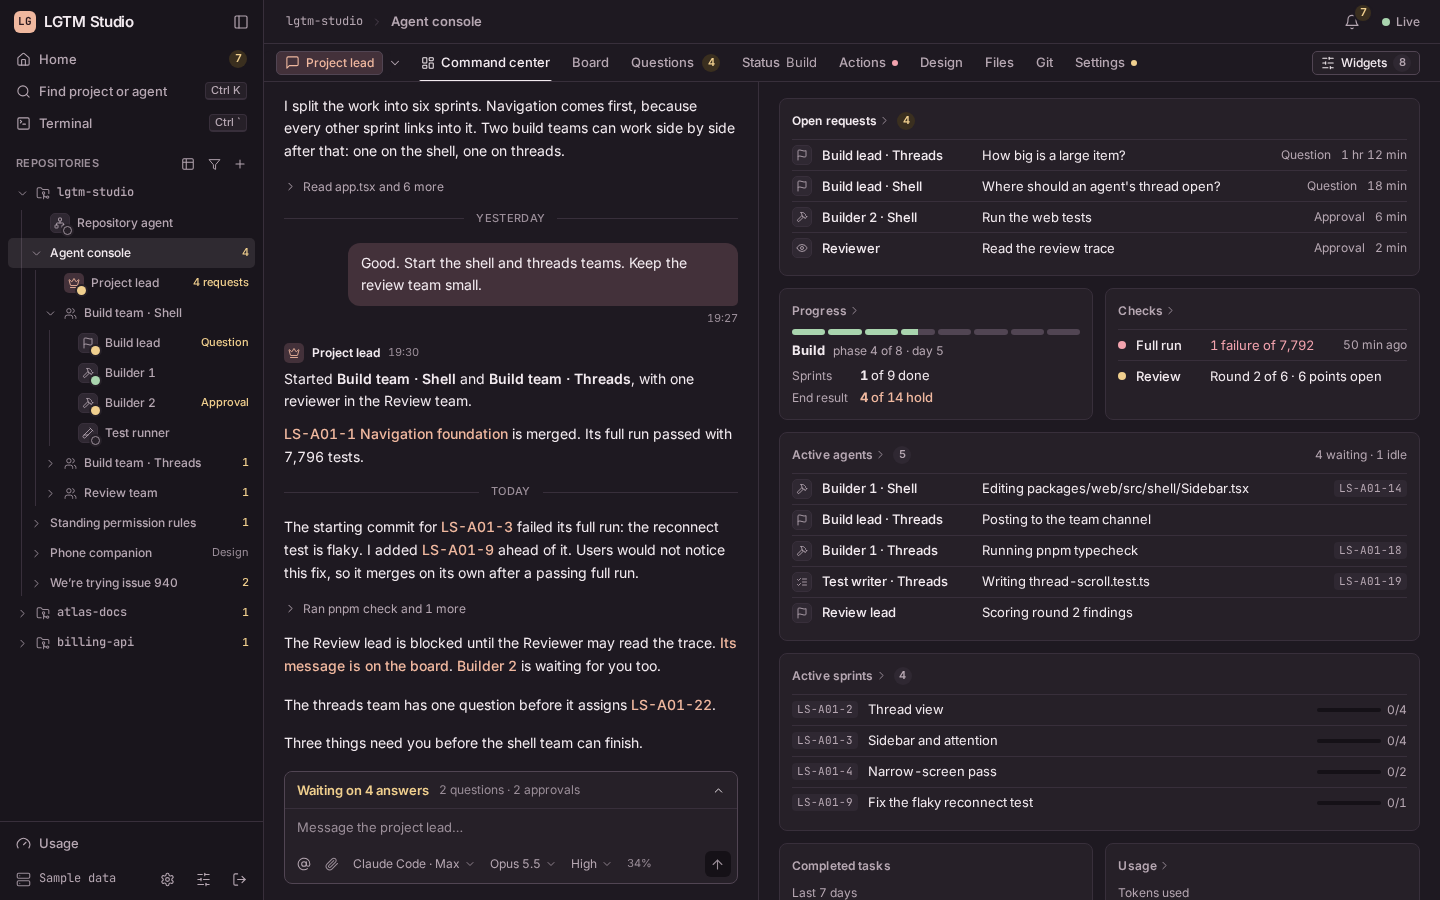 LG LGTM Studio
Home 7
Find project or agent Ctrl K
Terminal Ctrl `
REPOSITORIES
lgtm-studio
Repository agent
Agent console 4
Project lead 4 requests
Build team · Shell
Build lead Question
Builder 1
Builder 2 Approval
Test runner
Build team · Threads 1
Review team 1
Standing permission rules 1
Phone companion Design
We're trying issue 940 2
atlas-docs 1
billing-api 1
Usage
Sample data
lgtm-studio Agent console
7 Live
Project lead Command center Board Questions 4 Status Build Actions Design Files Git Settings Widgets 8
I split the work into six sprints. Navigation comes first, because
every other sprint links into it. Two build teams can work side by side
after that: one on the shell, one on threads.
Read app.tsx and 6 more
YESTERDAY
Good. Start the shell and threads teams. Keep the
review team small.
19:27
Project lead 19:30
Started Build team · Shell and Build team · Threads, with one
reviewer in the Review team.
LS-A01-1 Navigation foundation is merged. Its full run passed with
7,796 tests.
TODAY
The starting commit for LS-A01-3 failed its full run: the reconnect
test is flaky. I added LS-A01-9 ahead of it. Users would not notice
this fix, so it merges on its own after a passing full run.
Ran pnpm check and 1 more
The Review lead is blocked until the Reviewer may read the trace. Its
message is on the board. Builder 2 is waiting for you too.
The threads team has one question before it assigns LS-A01-22.
Three things need you before the shell team can finish.
Waiting on 4 answers 2 questions · 2 approvals
Message the project lead…
Claude Code · Max Opus 5.5 High 34%
Open requests 4
Build lead · Threads How big is a large item? Question 1 hr 12 min
Build lead · Shell Where should an agent's thread open? Question 18 min
Builder 2 · Shell Run the web tests Approval 6 min
Reviewer Read the review trace Approval 2 min
Progress
Build phase 4 of 8 · day 5
Sprints 1 of 9 done
End result 4 of 14 hold
Checks
Full run 1 failure of 7,792 50 min ago
Review Round 2 of 6 · 6 points open
Active agents 5 4 waiting · 1 idle
Builder 1 · Shell Editing packages/web/src/shell/Sidebar.tsx LS-A01-14
Build lead · Threads Posting to the team channel
Builder 1 · Threads Running pnpm typecheck LS-A01-18
Test writer · Threads Writing thread-scroll.test.ts LS-A01-19
Review lead Scoring round 2 findings
Active sprints 4
LS-A01-2 Thread view 0/4
LS-A01-3 Sidebar and attention 0/4
LS-A01-4 Narrow-screen pass 0/2
LS-A01-9 Fix the flaky reconnect test 0/1
Completed tasks
Last 7 days
Usage
Tokens used